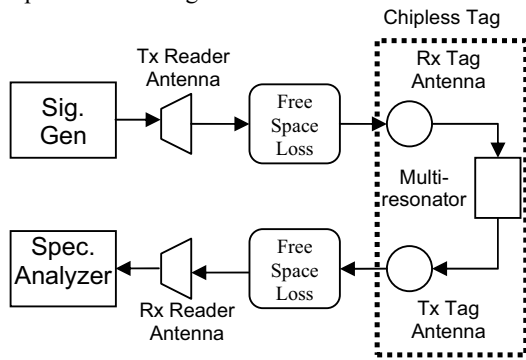 Chipless Tag
Tx Reader
Antenna
Rx Tag
Antenna
Sig.
Gen
Free
Space
Loss
Multi-
resonator
Spec.
Analyzer
Free
Space
Loss
Rx Reader
Antenna
Tx Tag
Antenna